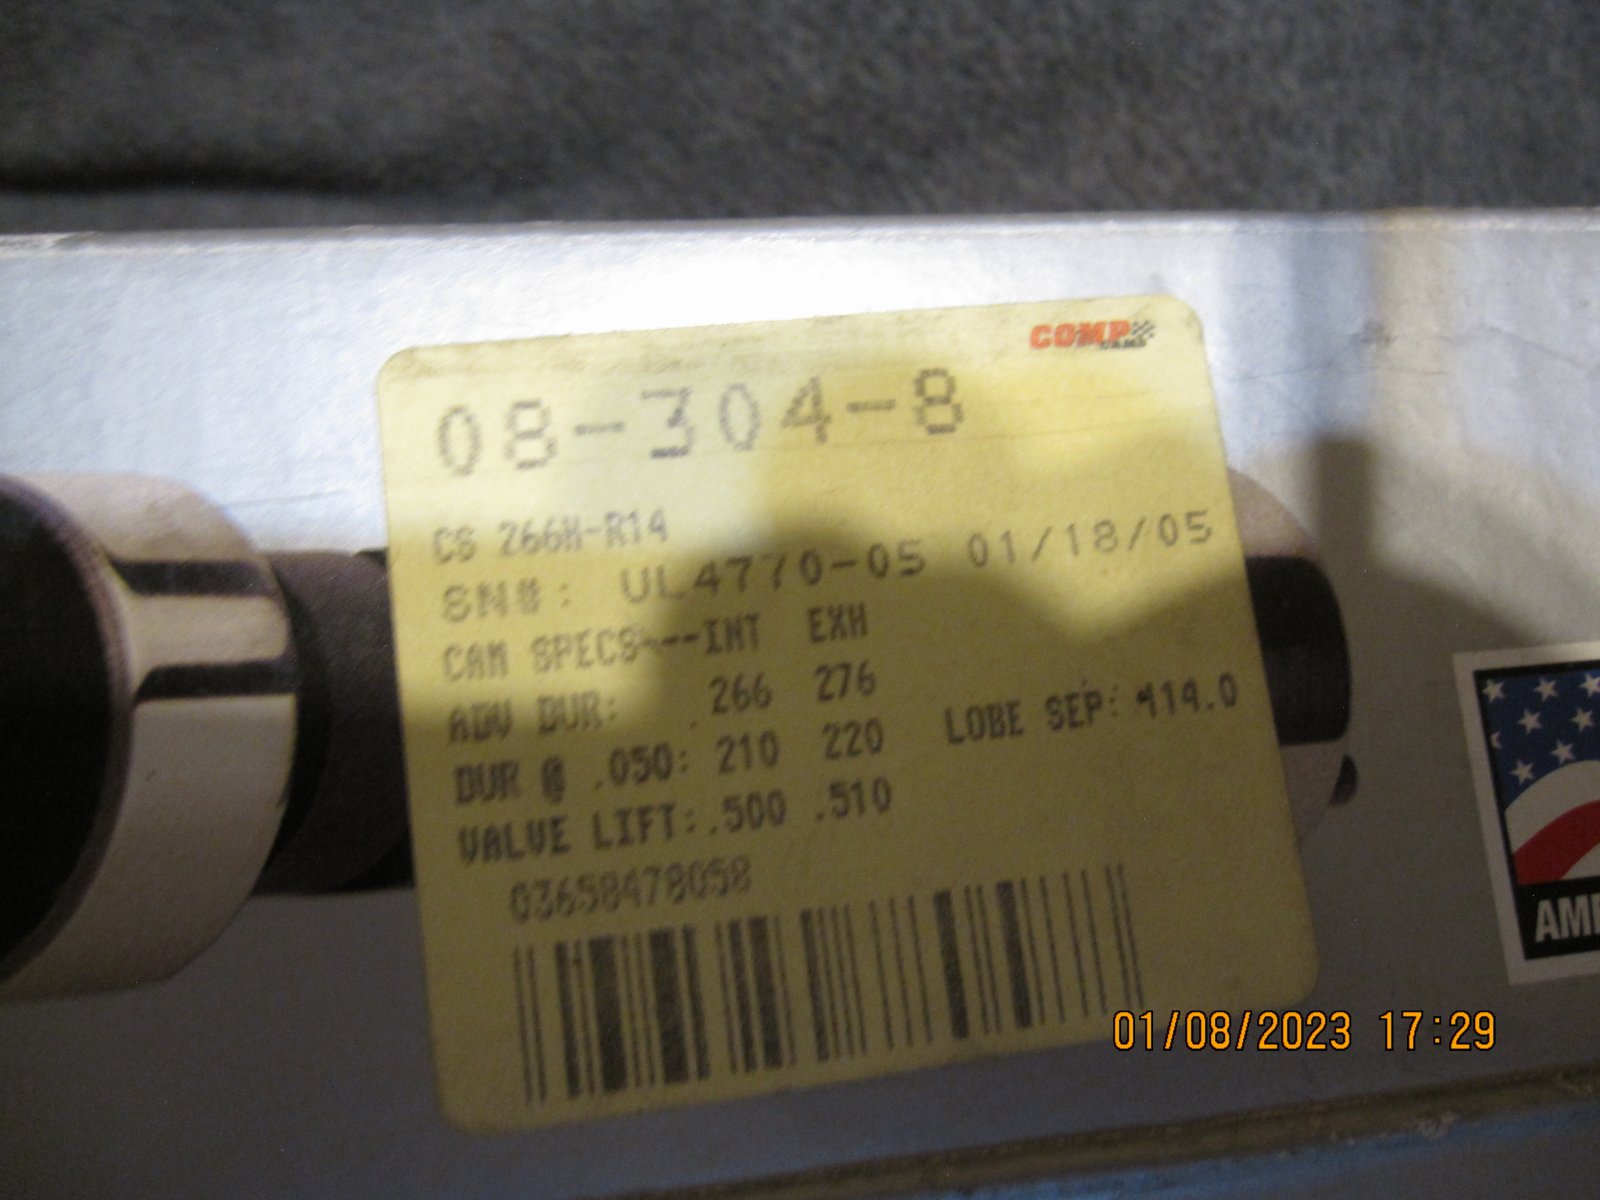 COMP
CAMS
08-304-8
CS 266H-R14
SN#: UL4770-05 01/18/05
CAM SPECS---INT EXH
ADV DUR: 266 276
DUR @ .050: 210 220 LOBE SEP: 114.0
VALVE LIFT: .500 .510
03658478058
AME
01/08/2023 17:29